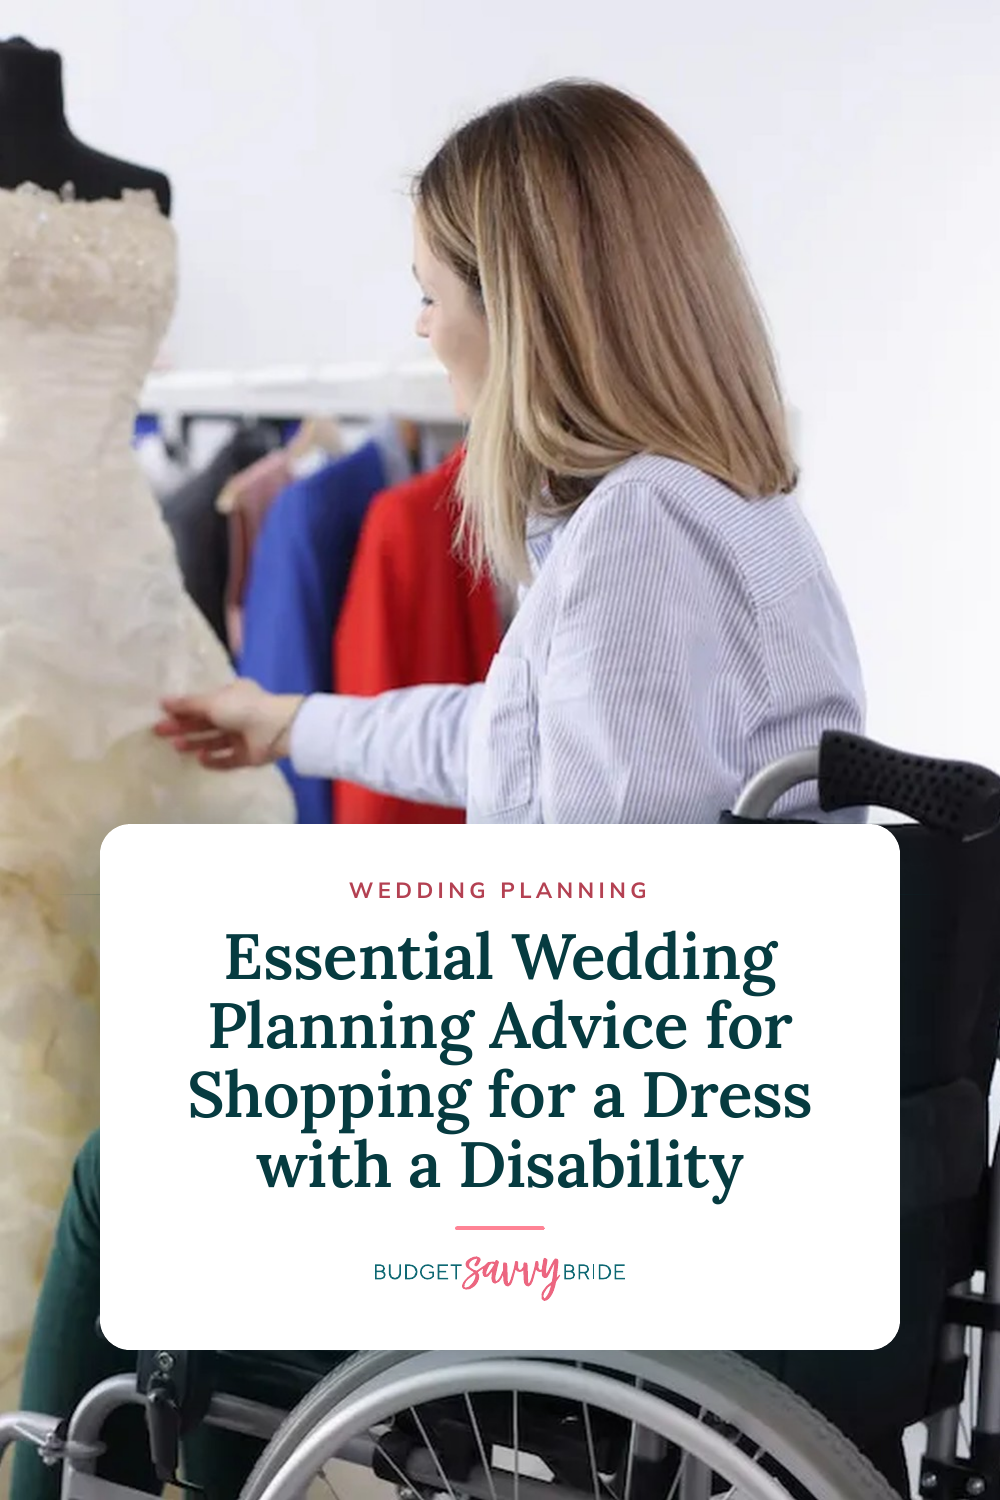 WEDDING PLANNING
Essential Wedding
Planning Advice for
Shopping for a Dress
with a Disability
BUDGET savvy BRIDE